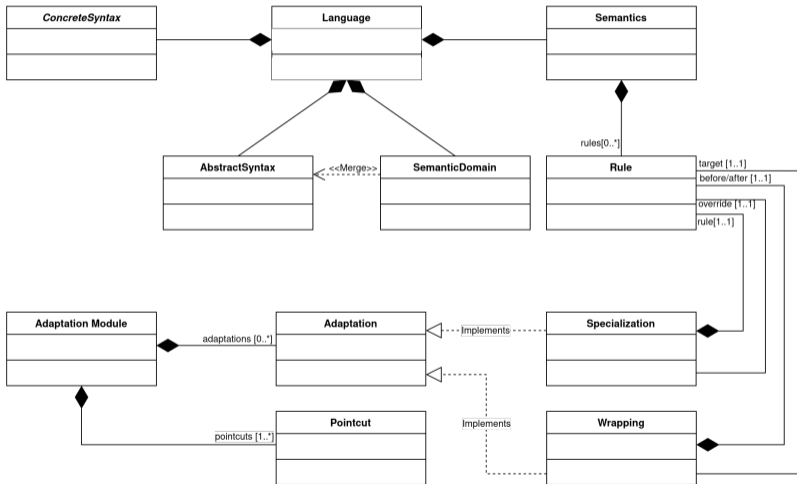 ConcreteSyntax
Language
Semantics
rules[0..*]
AbstractSyntax
<<Merge>>
SemanticDomain
Rule
target [1..1]
before/after [1..1]
override [1..1]
rule[1..1]
Adaptation Module
adaptations [0..*]
Adaptation
Implements
Specialization
pointcuts [1..*]
Pointcut
Implements
Wrapping